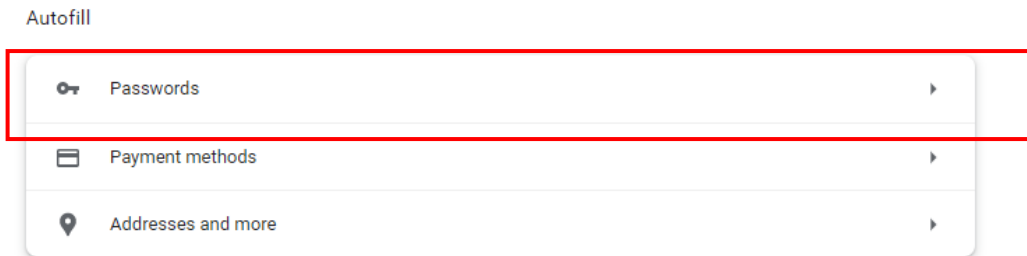 Autofill
Passwords
Payment methods
Addresses and more